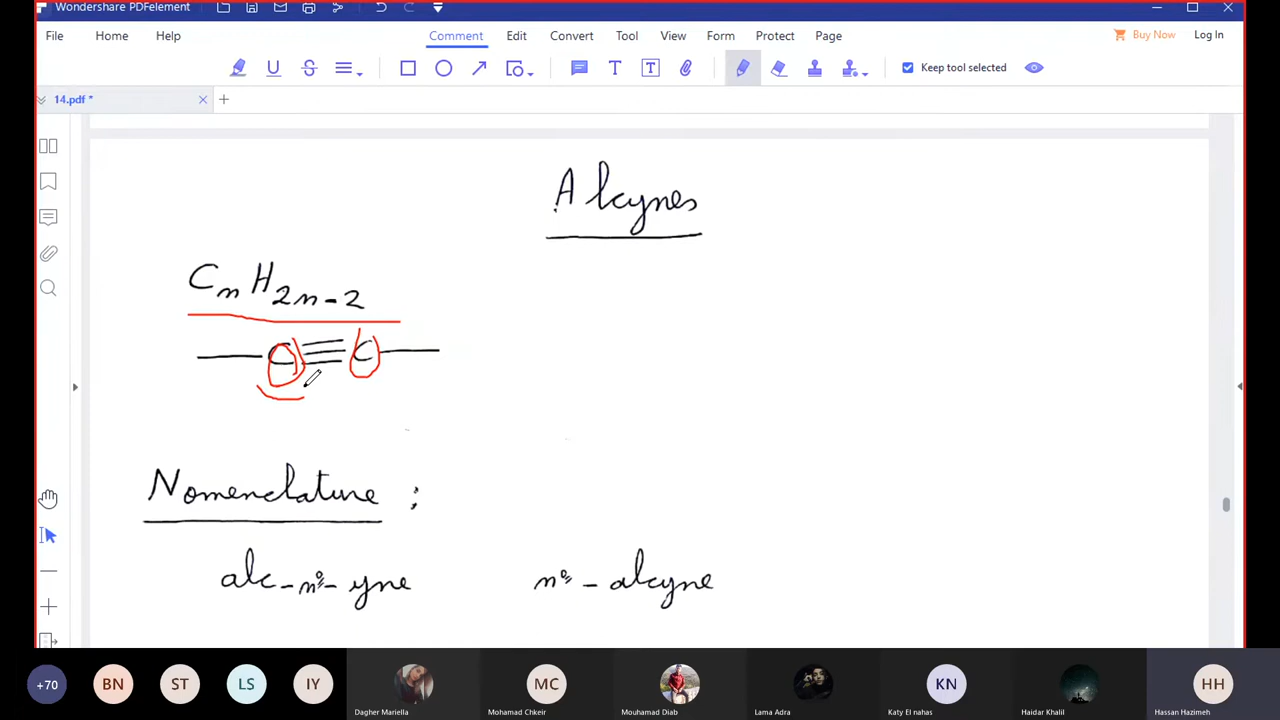 Wondershare PDFelement
File Home Help Comment Edit Convert Tool View Form Protect Page Buy Now Log In
Keep tool selected
14.pdf *
Alcynes
CnH2n-2
— C ≡ C —
Nomenclature :
alc - nº - yne nº - alcyne
+70 BN ST LS IY MC KN HH
Dagher Mariella Mohamad Chkeir Mouhamad Diab Lama Adra Katy El nahas Haidar Khalil Hassan Hazimeh